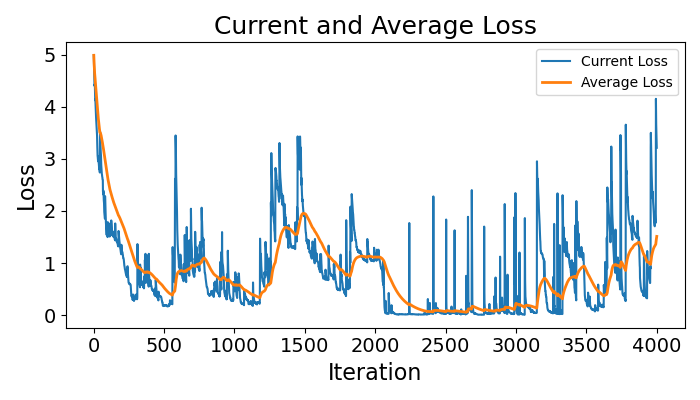 Current and Average Loss
Current Loss
Average Loss
Loss
5
4
3
2
1
0
0 500 1000 1500 2000 2500 3000 3500 4000
Iteration